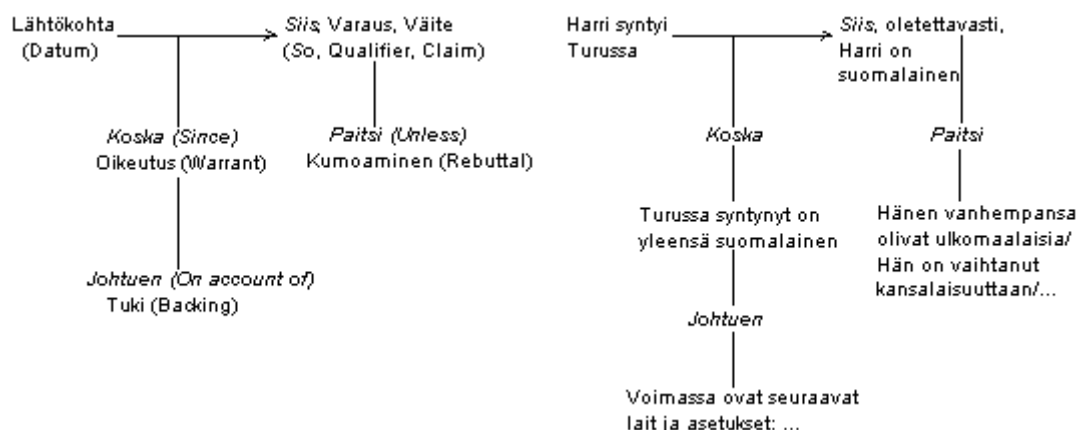 Lähtökohta
(Datum)
Siis, Varaus, Väite
(So, Qualifier, Claim)
Koska (Since)
Oikeutus (Warrant)
Paitsi (Unless)
Kumoaminen (Rebuttal)
Johtuen (On account of)
Tuki (Backing)
Harri syntyi
Turussa
Siis, oletettavasti,
Harri on
suomalainen
Koska
Paitsi
Turussa syntynyt on
yleensä suomalainen
Hänen vanhempansa
olivat ulkomaalaisia/
Hän on vaihtanut
kansalaisuuttaan/...
Johtuen
Voimassa ovat seuraavat
lait ja asetukset: ...